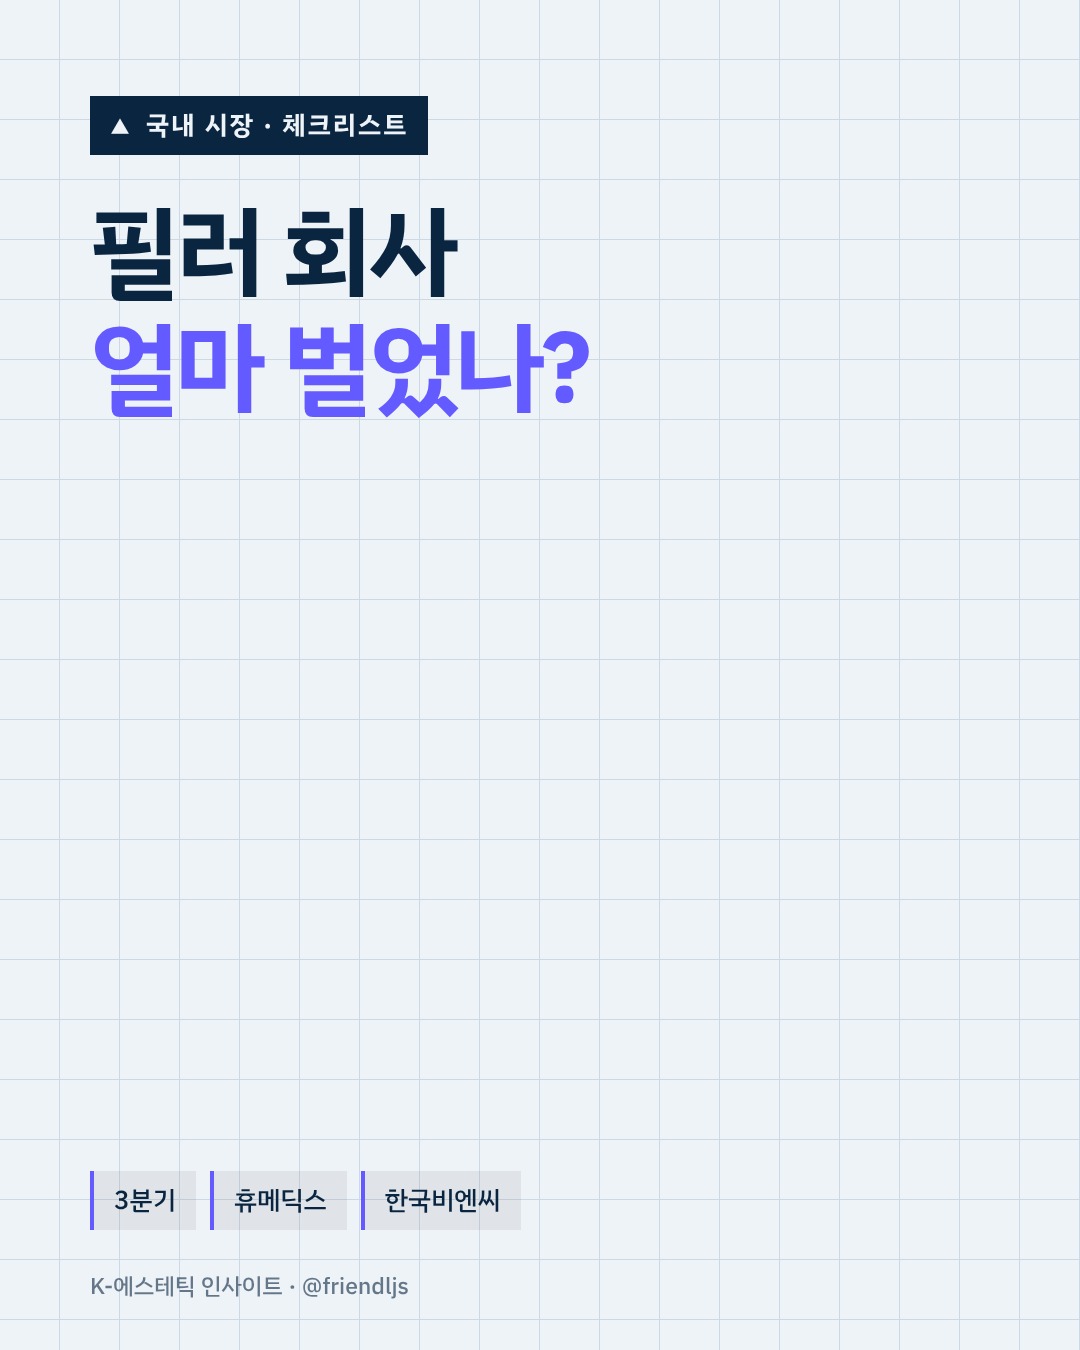 ▲ 국내 시장 · 체크리스트
필러 회사
얼마 벌었나?
3분기 휴메딕스 한국비엔씨
K-에스테틱 인사이트 · @friendljs